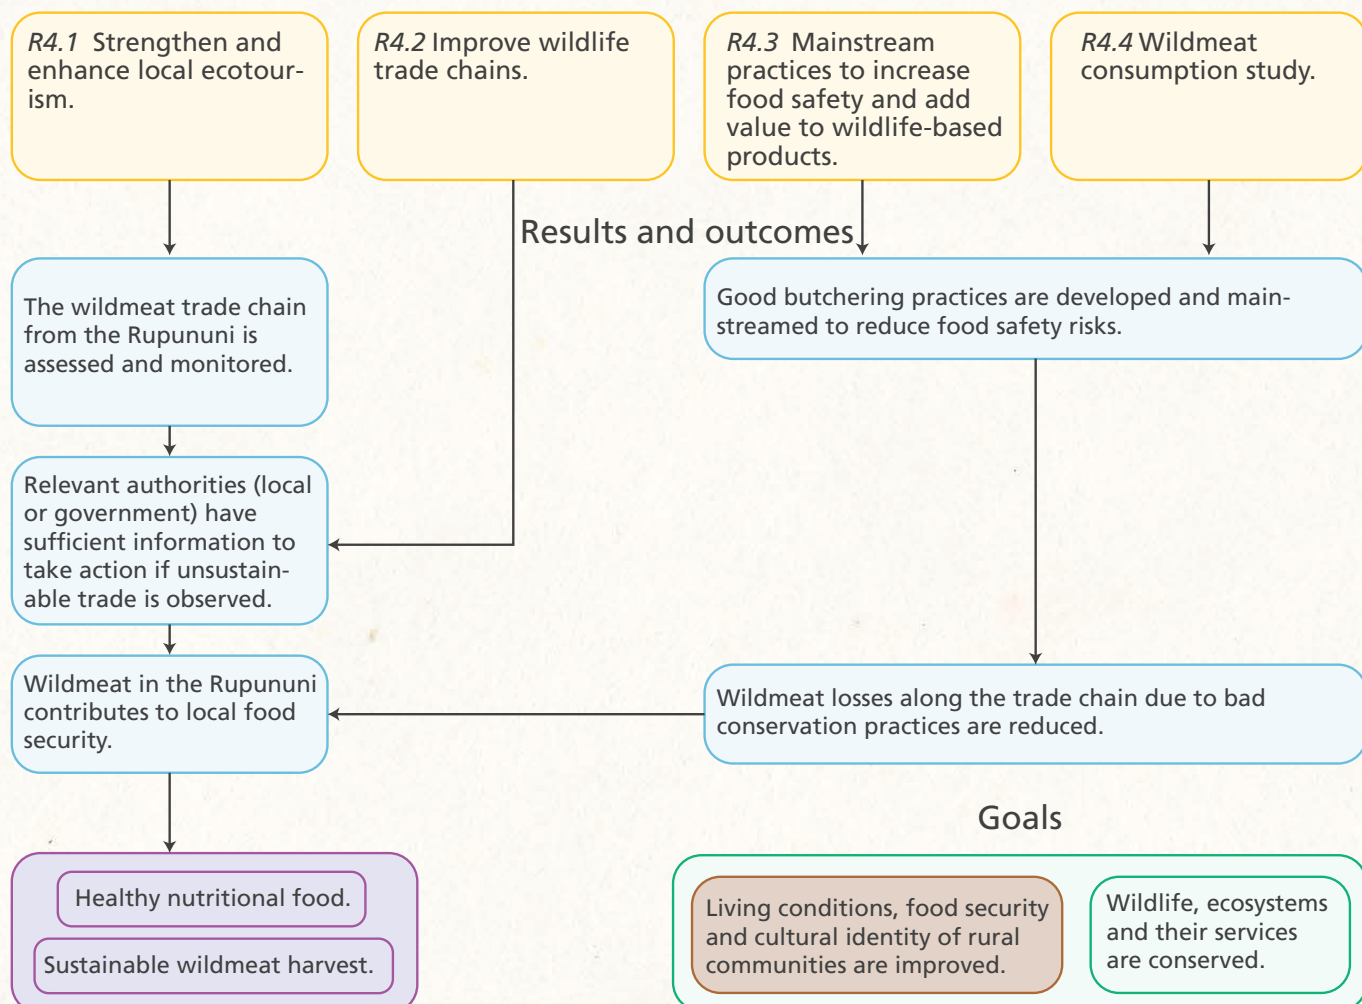 R4.1 Strengthen and
enhance local ecotour-
ism.
R4.2 Improve wildlife
trade chains.
R4.3 Mainstream
practices to increase
food safety and add
value to wildlife-based
products.
R4.4 Wildmeat
consumption study.
Results and outcomes
The wildmeat trade chain
from the Rupununi is
assessed and monitored.
Good butchering practices are developed and main-
streamed to reduce food safety risks.
Relevant authorities (local
or government) have
sufficient information to
take action if unsustain-
able trade is observed.
Wildmeat in the Rupununi
contributes to local food
security.
Wildmeat losses along the trade chain due to bad
conservation practices are reduced.
Goals
Healthy nutritional food.
Sustainable wildmeat harvest.
Living conditions, food security
and cultural identity of rural
communities are improved.
Wildlife, ecosystems
and their services
are conserved.